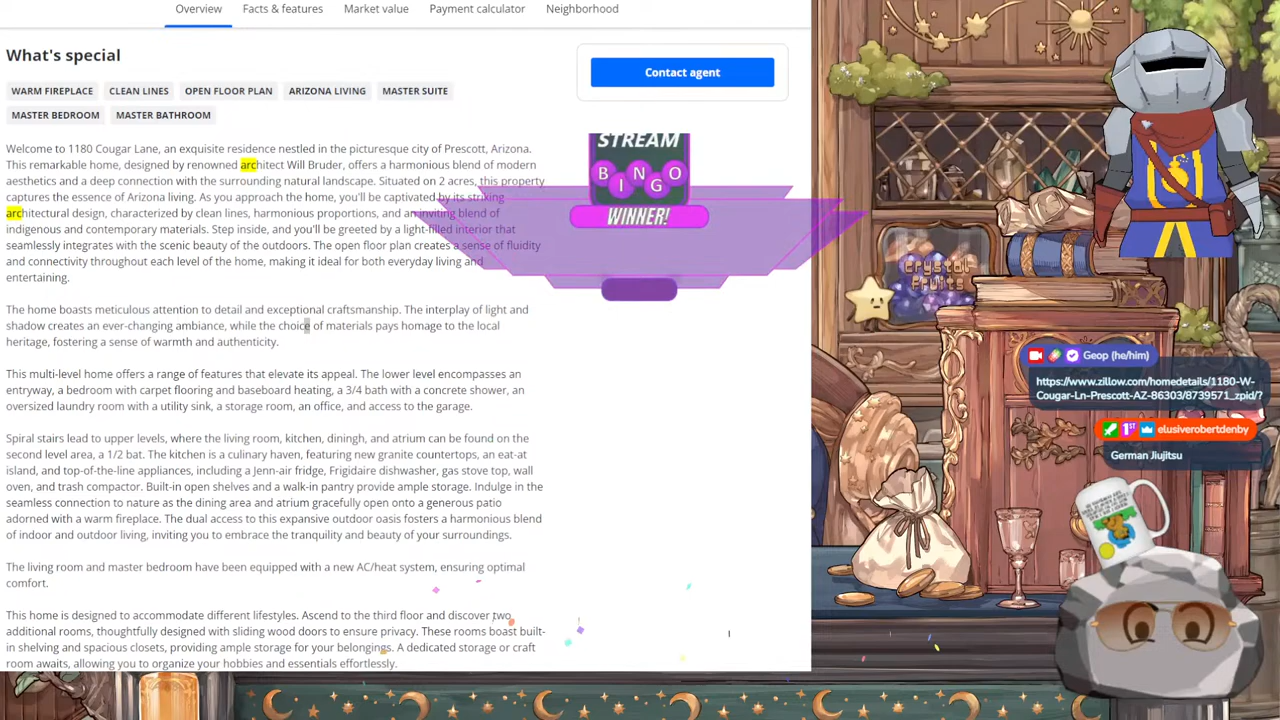 Overview
Facts & features
Market value
Payment calculator
Neighborhood
What's special
WARM FIREPLACE
CLEAN LINES
OPEN FLOOR PLAN
ARIZONA LIVING
MASTER SUITE
MASTER BEDROOM
MASTER BATHROOM
Welcome to 1180 Cougar Lane, an exquisite residence nestled in the picturesque city of Prescott, Arizona.
This remarkable home, designed by renowned architect Will Bruder, offers a harmonious blend of modern
aesthetics and a deep connection with the surrounding natural landscape. Situated on 2 acres, this property
captures the essence of Arizona living. As you approach the home, you'll be captivated by its striking
architectural design, characterized by clean lines, harmonious proportions, and an inviting blend of
indigenous and contemporary materials. Step inside, and you'll be greeted by a light-filled interior that
seamlessly integrates with the scenic beauty of the outdoors. The open floor plan creates a sense of fluidity
and connectivity throughout each level of the home, making it ideal for both everyday living and
entertaining.
The home boasts meticulous attention to detail and exceptional craftsmanship. The interplay of light and
shadow creates an ever-changing ambiance, while the choice of materials pays homage to the local
heritage, fostering a sense of warmth and authenticity.
This multi-level home offers a range of features that elevate its appeal. The lower level encompasses an
entryway, a bedroom with carpet flooring and baseboard heating, a 3/4 bath with a concrete shower, an
oversized laundry room with a utility sink, a storage room, an office, and access to the garage.
Spiral stairs lead to upper levels, where the living room, kitchen, diningh, and atrium can be found on the
second level area, a 1/2 bat. The kitchen is a culinary haven, featuring new granite countertops, an eat-at
island, and top-of-the-line appliances, including a Jenn-air fridge, Frigidaire dishwasher, gas stove top, wall
oven, and trash compactor. Built-in open shelves and a walk-in pantry provide ample storage. Indulge in the
seamless connection to nature as the dining area and atrium gracefully open onto a generous patio
adorned with a warm fireplace. The dual access to this expansive outdoor oasis fosters a harmonious blend
of indoor and outdoor living, inviting you to embrace the tranquility and beauty of your surroundings.
The living room and master bedroom have been equipped with a new AC/heat system, ensuring optimal
comfort.
This home is designed to accommodate different lifestyles. Ascend to the third floor and discover two
additional rooms, thoughtfully designed with sliding wood doors to ensure privacy. These rooms boast built-
in shelving and spacious closets, providing ample storage for your belongings. A dedicated storage or craft
room awaits, allowing you to organize your hobbies and essentials effortlessly.
Contact agent
STREAM
BINGO
WINNER!
Crystal
Fruits
Geop (he/him)
https://www.zillow.com/homedetails/1180-W-
Cougar-Ln-Prescott-AZ-86303/8739571_zpid/?
1ST elusiverobertdenby
German Jiujitsu